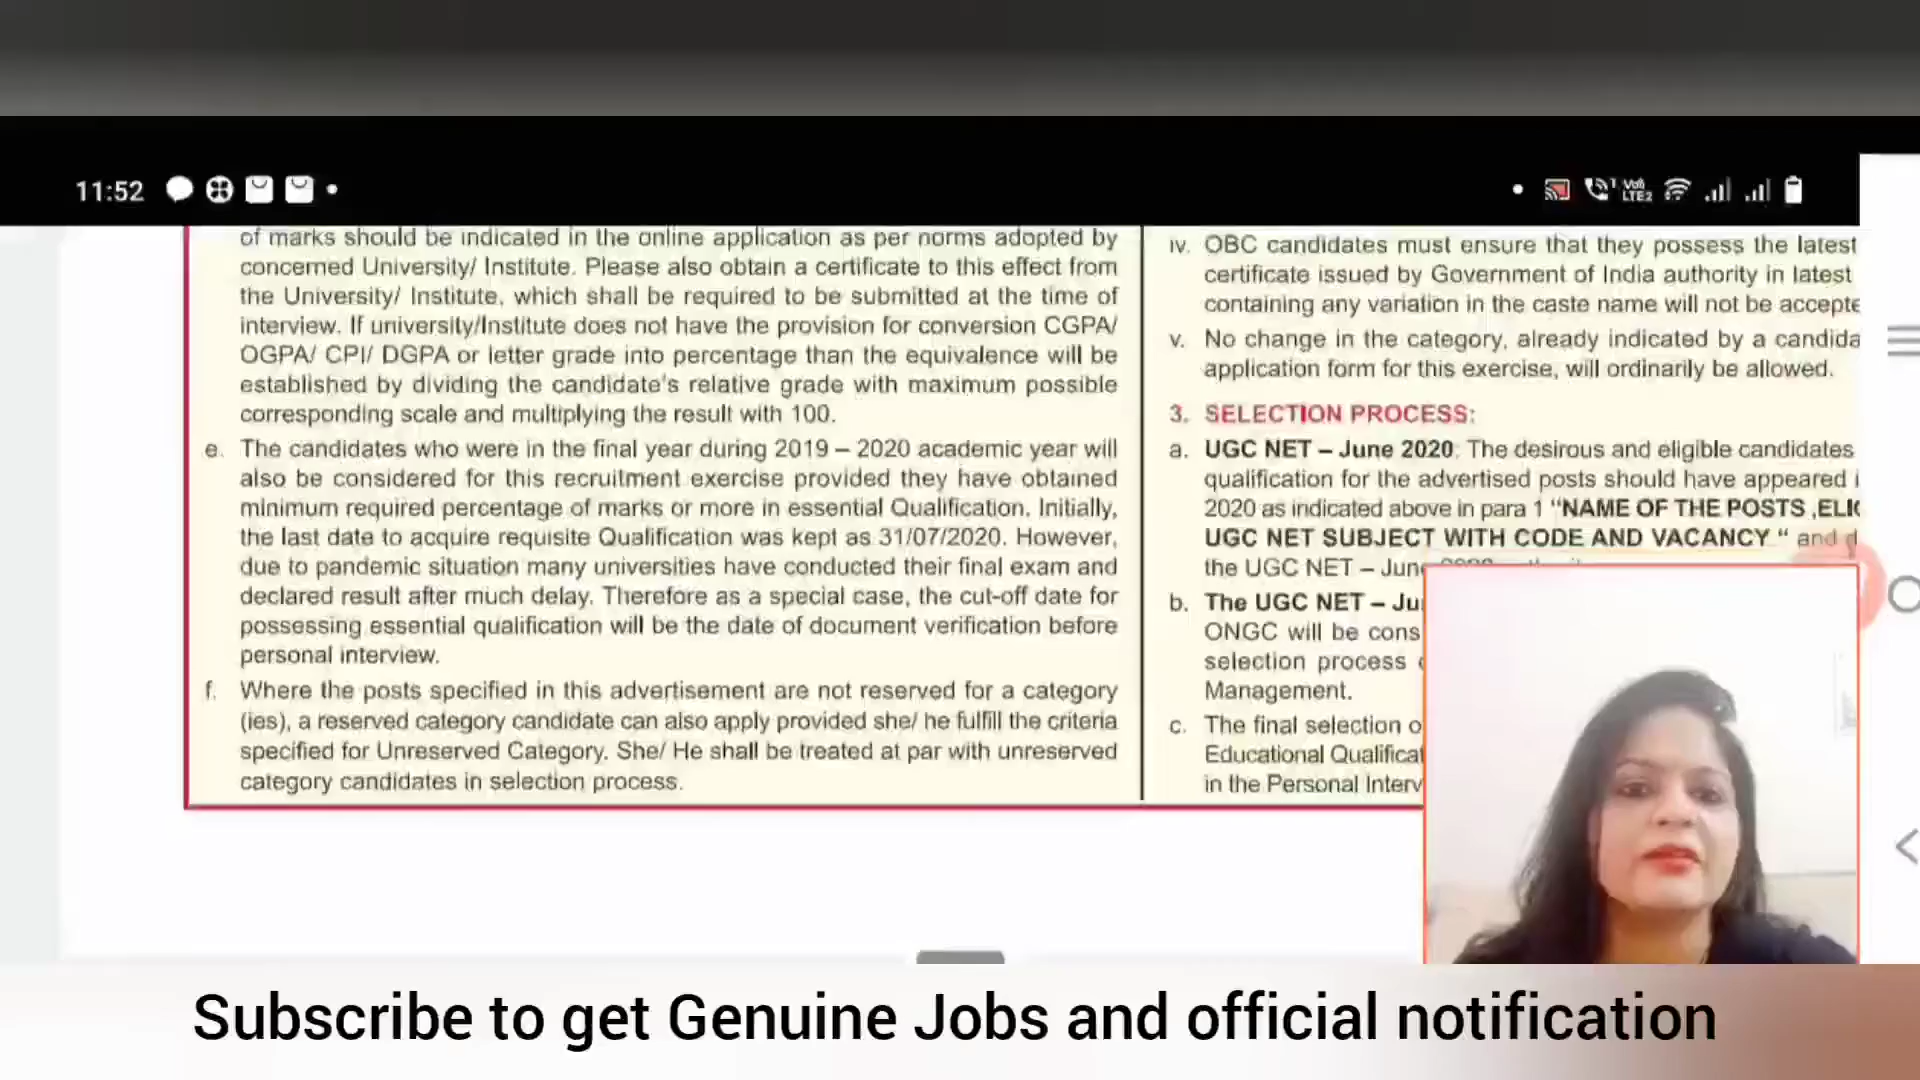 11:52
of marks should be indicated in the online application as per norms adopted by
concerned University/ Institute. Please also obtain a certificate to this effect from
the University/ Institute, which shall be required to be submitted at the time of
interview. If university/Institute does not have the provision for conversion CGPA/
OGPA/ CPI/ DGPA or letter grade into percentage than the equivalence will be
established by dividing the candidate's relative grade with maximum possible
corresponding scale and multiplying the result with 100.
e. The candidates who were in the final year during 2019 – 2020 academic year will
also be considered for this recruitment exercise provided they have obtained
minimum required percentage of marks or more in essential Qualification. Initially,
the last date to acquire requisite Qualification was kept as 31/07/2020. However,
due to pandemic situation many universities have conducted their final exam and
declared result after much delay. Therefore as a special case, the cut-off date for
possessing essential qualification will be the date of document verification before
personal interview.
f. Where the posts specified in this advertisement are not reserved for a category
(ies), a reserved category candidate can also apply provided she/ he fulfill the criteria
specified for Unreserved Category. She/ He shall be treated at par with unreserved
category candidates in selection process.
iv. OBC candidates must ensure that they possess the latest
certificate issued by Government of India authority in latest
containing any variation in the caste name will not be accepte
v. No change in the category, already indicated by a candida
application form for this exercise, will ordinarily be allowed.
3. SELECTION PROCESS:
a. UGC NET – June 2020: The desirous and eligible candidates
qualification for the advertised posts should have appeared i
2020 as indicated above in para 1 "NAME OF THE POSTS ,ELIG
UGC NET SUBJECT WITH CODE AND VACANCY " and d
the UGC NET – June
b. The UGC NET – Ju
ONGC will be cons
selection process
Management.
c. The final selection o
Educational Qualificat
in the Personal Interv
Subscribe to get Genuine Jobs and official notification